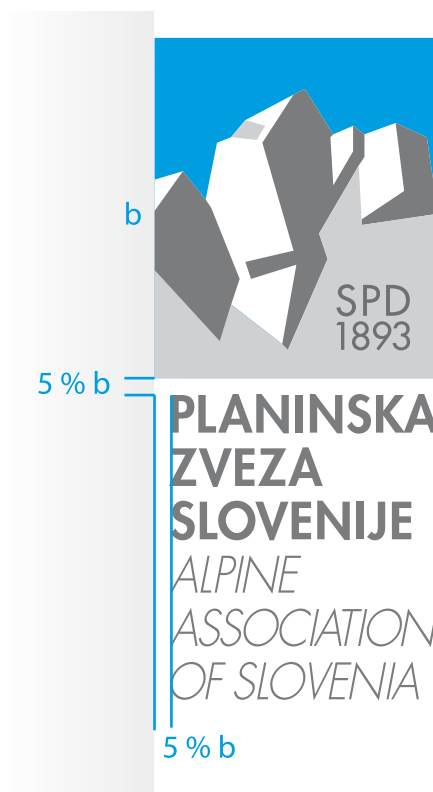 b
SPD
1893
5 % b
PLANINSKA
ZVEZA
SLOVENIJE
ALPINE
ASSOCIATION
OF SLOVENIA
5 % b